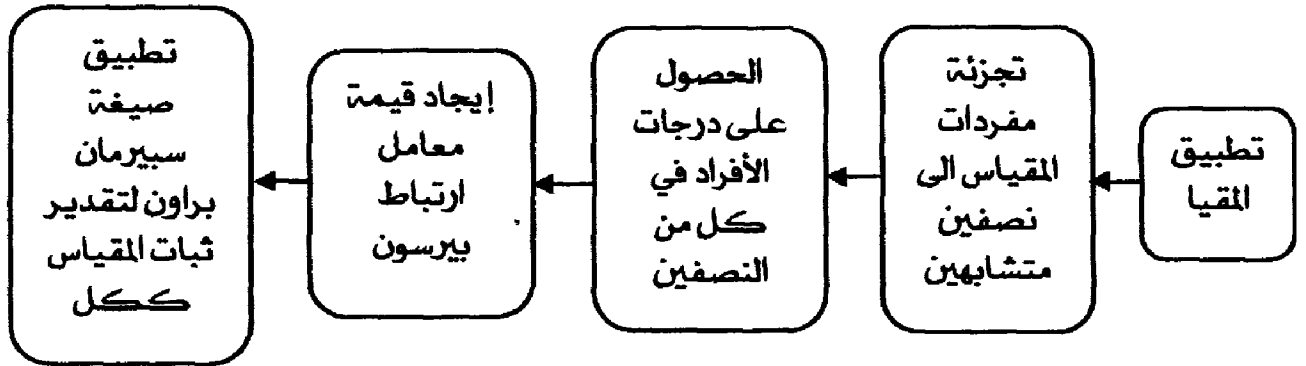 تطبيق
المقيا
تجزئة
مفردات
المقياس الى
نصفين
متشابهين
الحصول
على درجات
الأفراد في
كل من
النصفين
إيجاد قيمة
معامل
ارتباط
بيرسون
تطبيق
صيغة
سبيرمان
براون لتقدير
ثبات المقياس
ككل